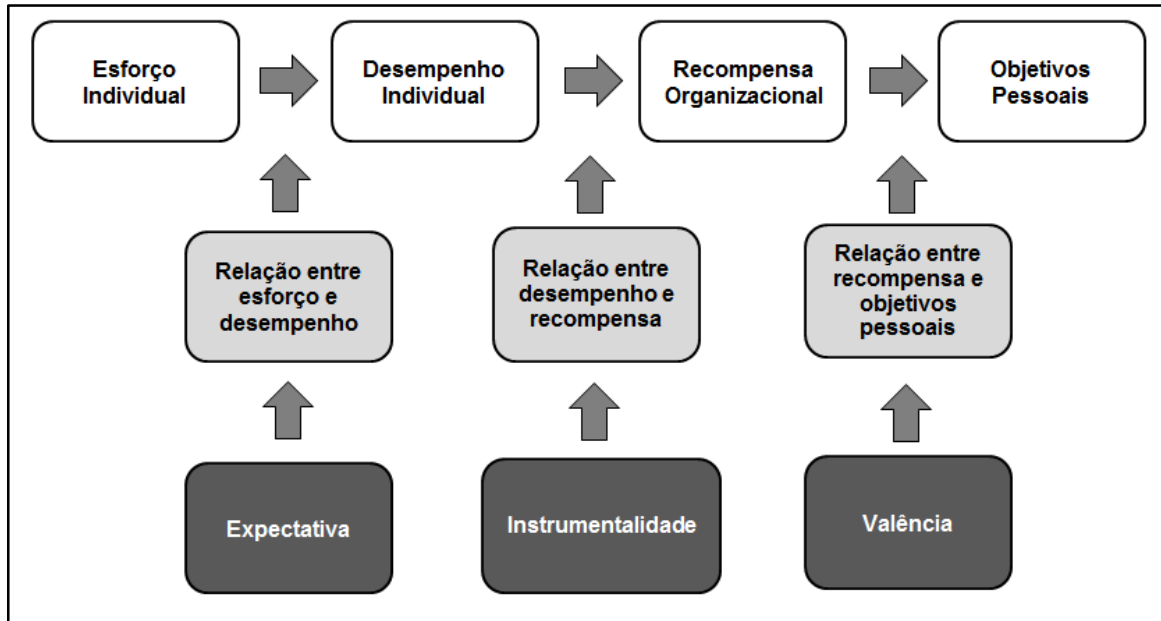 Esforço
Individual
Desempenho
Individual
Recompensa
Organizacional
Objetivos
Pessoais
Relação entre
esforço e
desempenho
Relação entre
desempenho e
recompensa
Relação entre
recompensa e
objetivos
pessoais
Expectativa
Instrumentalidade
Valência